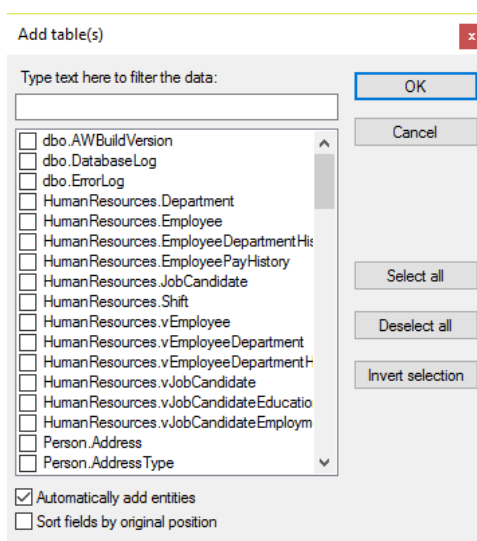 Add table(s)
x
Type text here to filter the data:
OK
Cancel
dbo.AWBuildVersion
dbo.DatabaseLog
dbo.ErrorLog
HumanResources.Department
HumanResources.Employee
HumanResources.EmployeeDepartmentHis
HumanResources.EmployeePayHistory
HumanResources.JobCandidate
HumanResources.Shift
HumanResources.vEmployee
HumanResources.vEmployeeDepartment
HumanResources.vEmployeeDepartmentH
HumanResources.vJobCandidate
HumanResources.vJobCandidateEducatio
HumanResources.vJobCandidateEmploym
Person.Address
Person.AddressType
Select all
Deselect all
Invert selection
Automatically add entities
Sort fields by original position